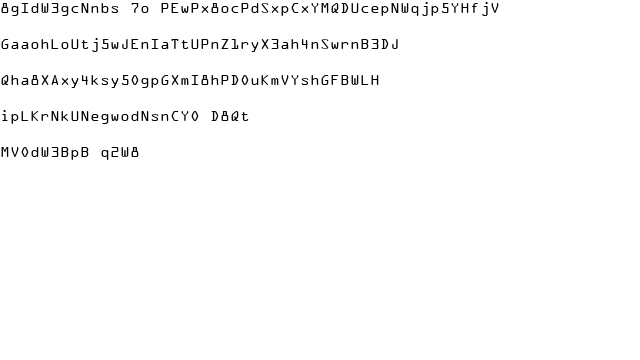 8gIdW3gcNnbs 7o PEwPx8ocPdSxpCxYMQDUcepNWqjp5YHfjV
GaaohLoUtj5wJEnIaTtUPnZ1ryX3ah4nSwrnB3DJ
Qha8XAxy4ksy50gpGXmI8hPD0uKmVYshGFBWLH
ipLKrNkUNegwodNsnCY0 D8Qt
MV0dW3BpB q2W8